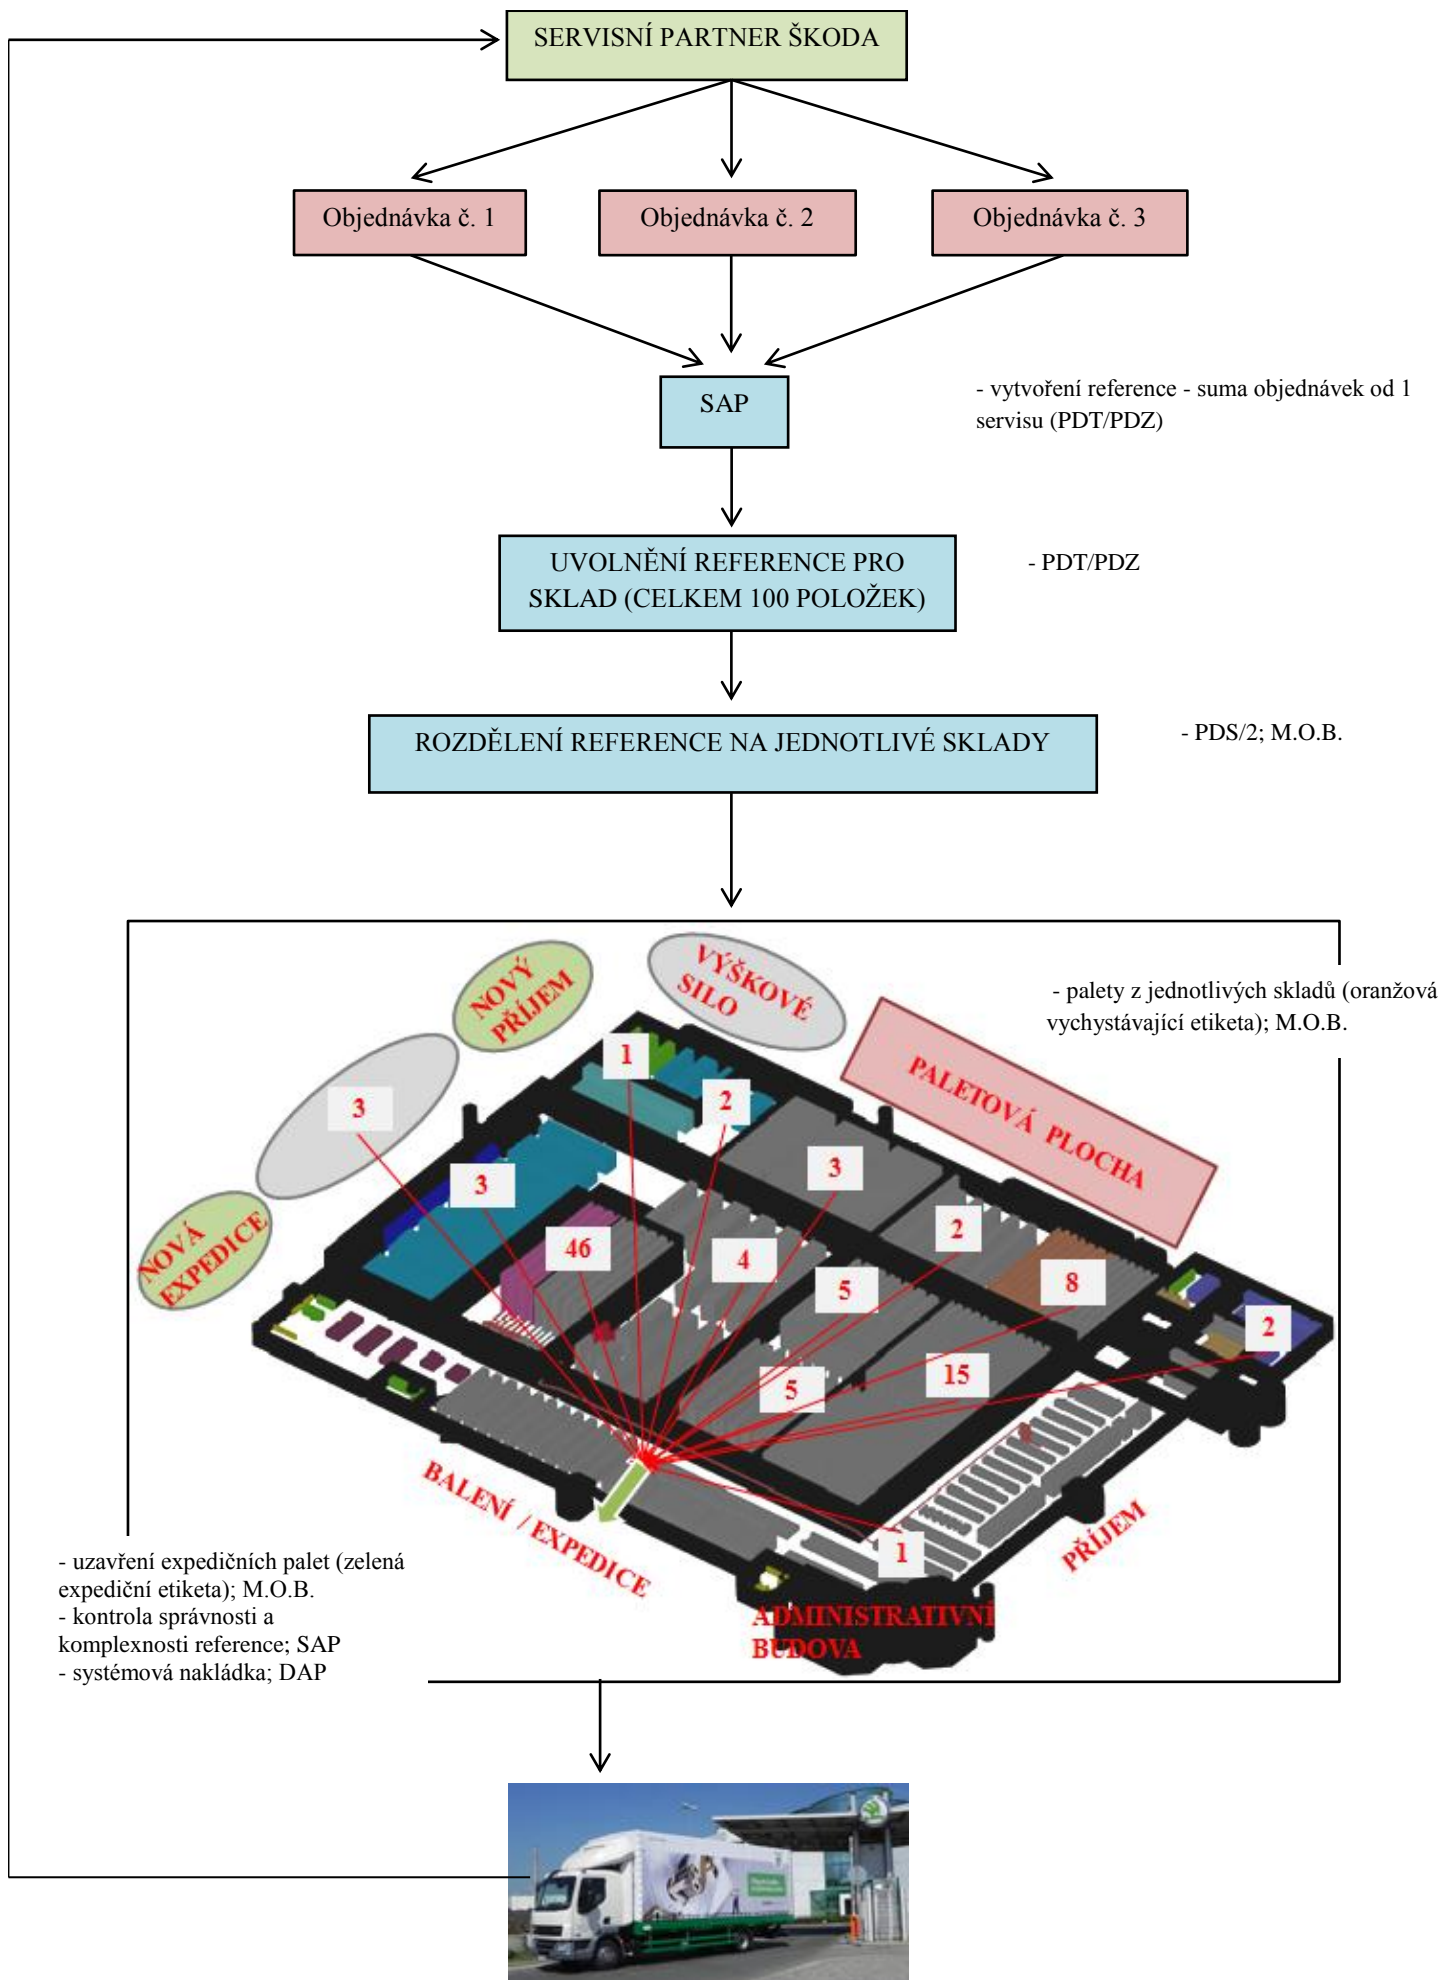 SERVISNÍ PARTNER ŠKODA
Objednávka č. 1
Objednávka č. 2
Objednávka č. 3
SAP
- vytvoření reference - suma objednávek od 1
servisu (PDT/PDZ)
UVOLNĚNÍ REFERENCE PRO
SKLAD (CELKEM 100 POLOŽEK)
- PDT/PDZ
ROZDĚLENÍ REFERENCE NA JEDNOTLIVÉ SKLADY
- PDS/2; M.O.B.
NOVÝ
PŘÍJEM
VÝŠKOVÉ
SILO
- palety z jednotlivých skladů (oranžová
vychystávající etiketa); M.O.B.
PALETOVÁ PLOCHA
1
2
3
3
3
2
46
4
5
8
2
5
15
NOVÁ
EXPEDICE
BALENÍ / EXPEDICE
1
PŘÍJEM
ADMINISTRATIVNÍ
BUDOVA
- uzavření expedičních palet (zelená
expediční etiketa); M.O.B.
- kontrola správnosti a
komplexnosti reference; SAP
- systémová nakládka; DAP